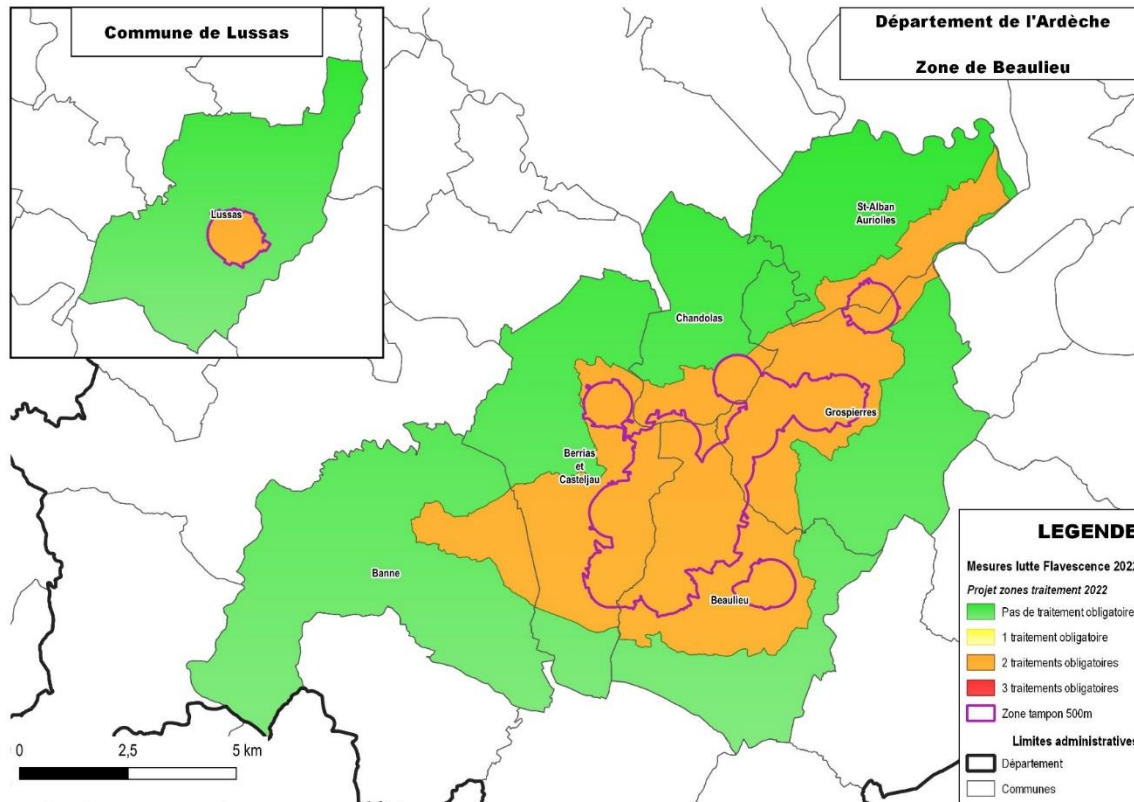 Commune de Lussas
Département de l'Ardèche
Zone de Beaulieu
Lussas
St-Alban
Auriolles
Chandolas
Grospierres
Berrias
et
Casteljau
Banne
Beaulieu
LEGENDE
Mesures lutte Flavescence 2022
Projet zones traitement 2022
Pas de traitement obligatoire
1 traitement obligatoire
2 traitements obligatoires
3 traitements obligatoires
Zone tampon 500m
Limites administratives
Département
Communes
0 2,5 5 km